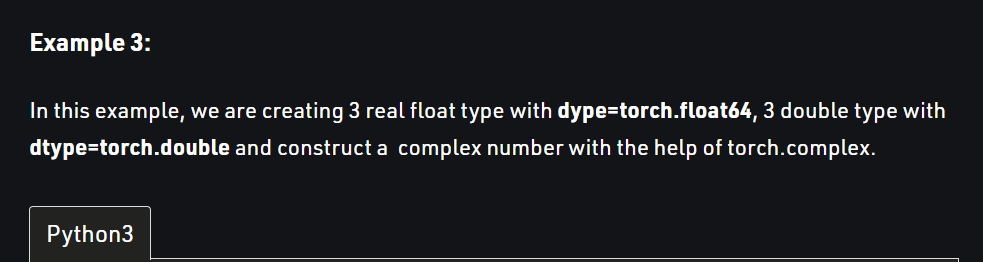 Example 3:
In this example, we are creating 3 real float type with dype=torch.float64, 3 double type with
dtype=torch.double and construct a  complex number with the help of torch.complex.
Python3